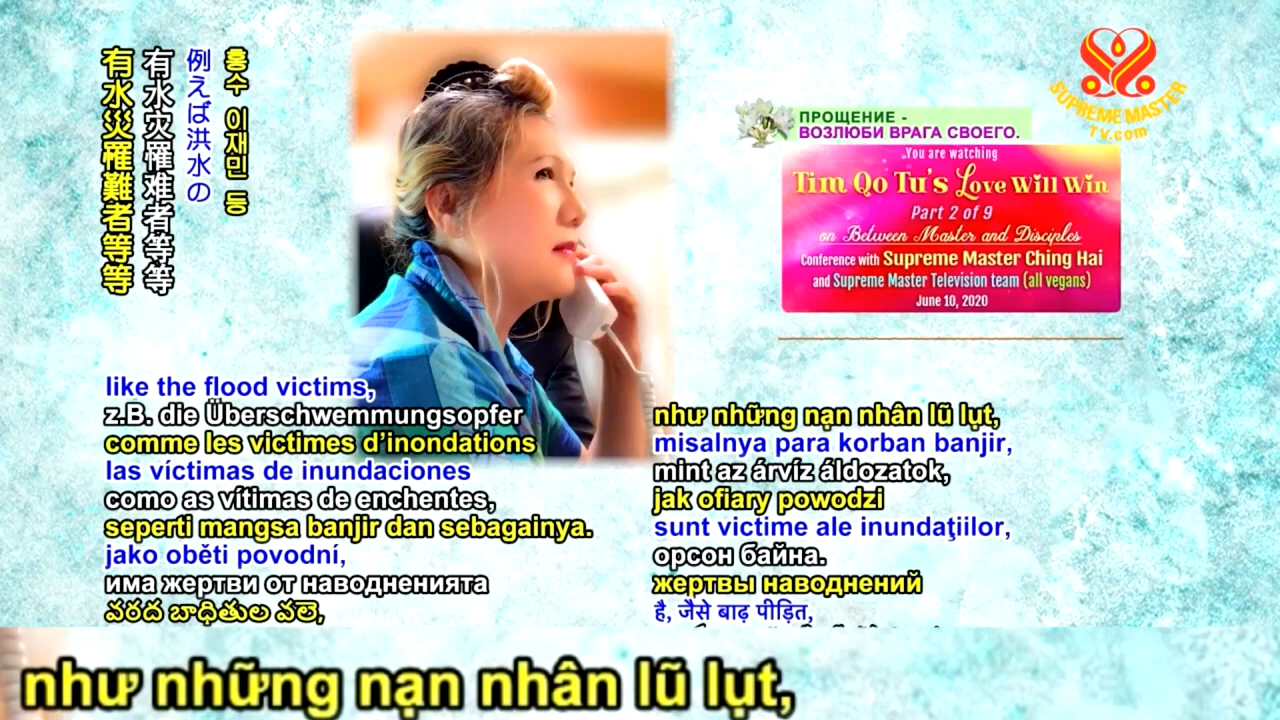 홍수 이재민 등
例えば洪水の
有水灾罹难者等等
有水災罹難者等等
SUPREME MASTER
TV.com
ПРОЩЕНИЕ -
ВОЗЛЮБИ ВРАГА СВОЕГО.
You are watching
Tim Qo Tu's Love Will Win
Part 2 of 9
on Between Master and Disciples
Conference with Supreme Master Ching Hai
and Supreme Master Television team (all vegans)
June 10, 2020
like the flood victims,
z.B. die Überschwemmungsopfer
comme les victimes d'inondations
las víctimas de inundaciones
como as vítimas de enchentes,
seperti mangsa banjir dan sebagainya.
jako oběti povodní,
има жертви от наводненията
వరద బాధితుల వలె,
như những nạn nhân lũ lụt,
misalnya para korban banjir,
mint az árvíz áldozatok,
jak ofiary powodzi
sunt victime ale inundaţiilor,
орсон байна.
жертвы наводнений
है, जैसे बाढ़ पीड़ित,
như những nạn nhân lũ lụt,